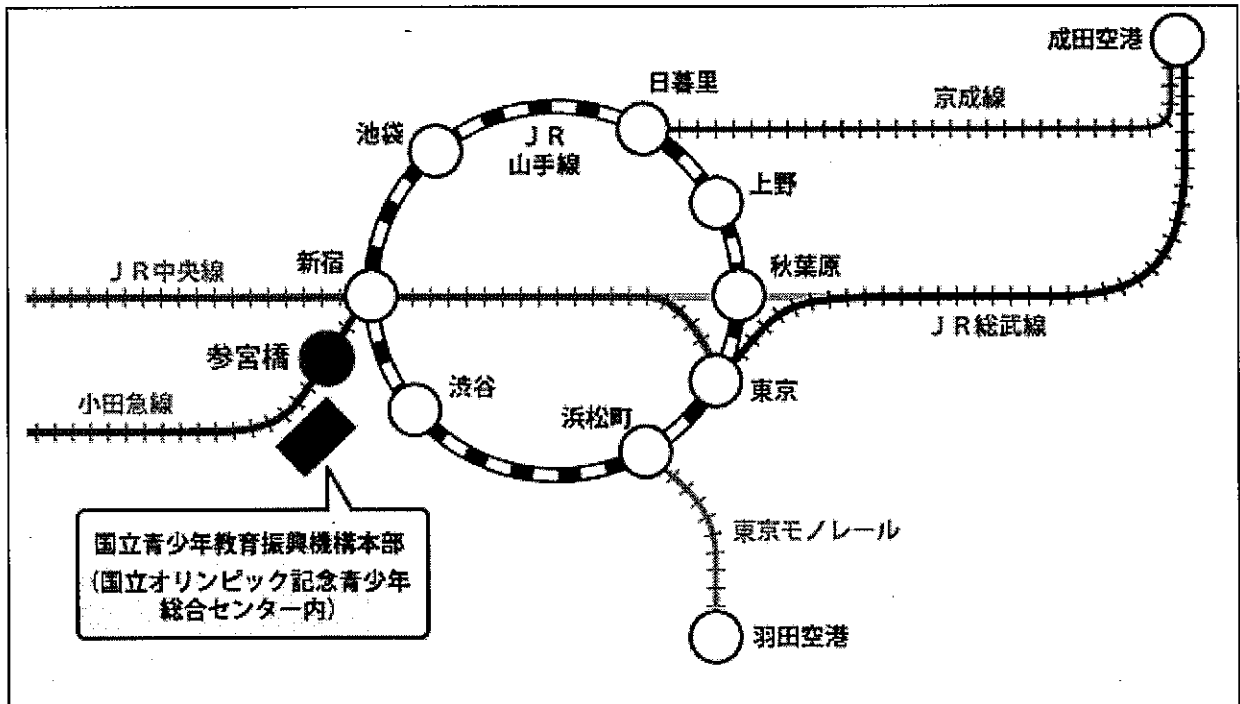 成田空港
日暮里
京成線
池袋
ＪＲ
山手線
上野
新宿
秋葉原
ＪＲ中央線
ＪＲ総武線
参宮橋
渋谷
東京
小田急線
浜松町
国立青少年教育振興機構本部
(国立オリンピック記念青少年
総合センター内)
東京モノレール
羽田空港